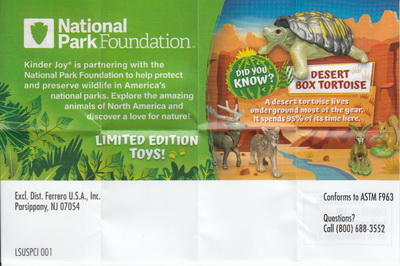 National
Park Foundation™
Kinder Joy® is partnering with the
National Park Foundation to help protect
and preserve wildlife in America's
national parks. Explore the amazing
animals of North America and
discover a love for nature!
LIMITED EDITION
TOYS!
DID YOU
KNOW?
DESERT
BOX TORTOISE
A desert tortoise lives
underground most of the year.
It spends 95% of its time here.
Excl. Dist. Ferrero U.S.A., Inc.
Parsippany, NJ 07054
LSUSPCI 001
Conforms to ASTM F963
Questions?
Call (800) 688-3552